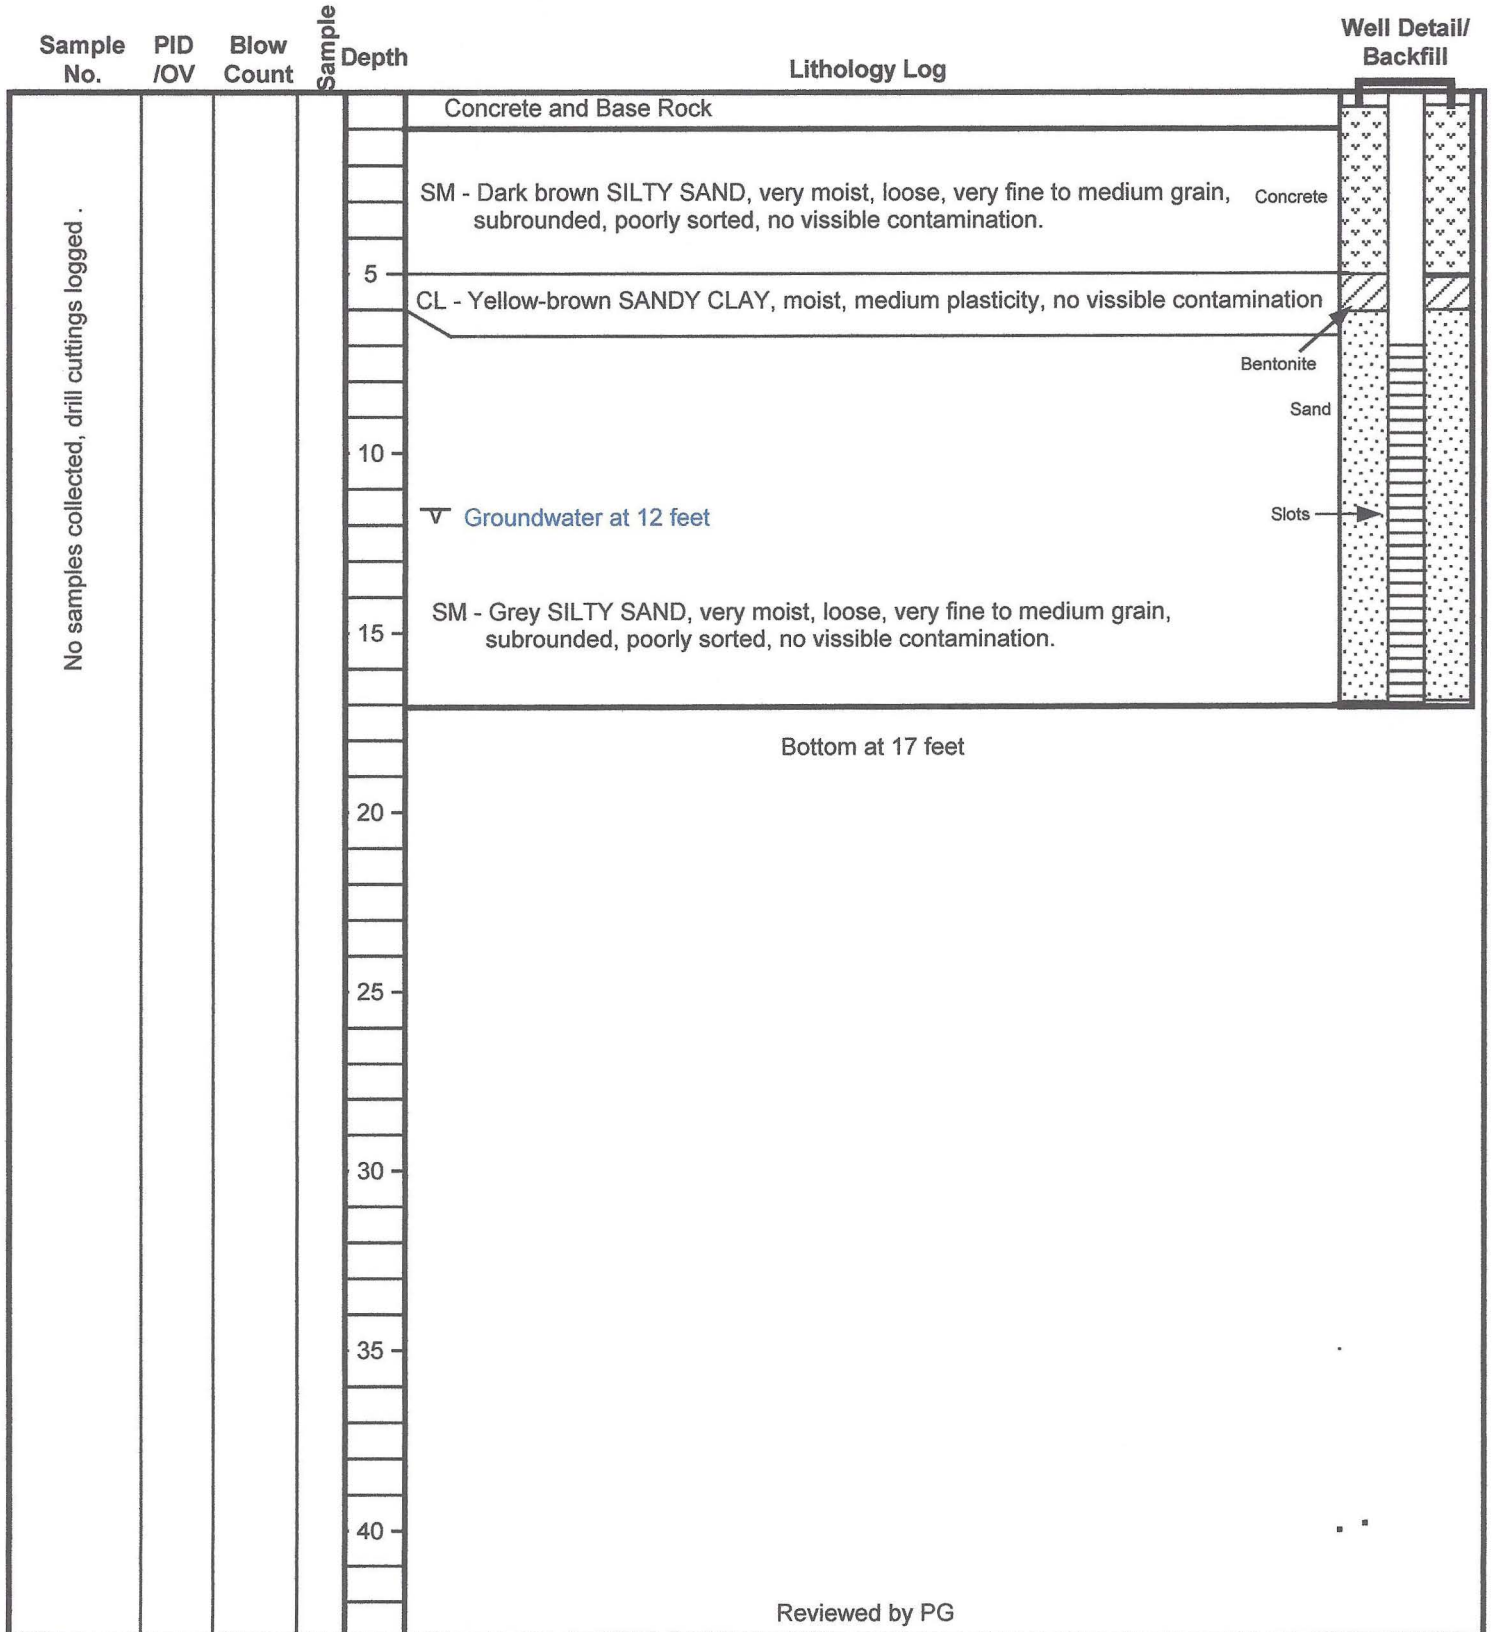 Sample No.
PID /OV
Blow Count
Sample
Depth
Lithology Log
Well Detail/
Backfill
No samples collected, drill cuttings logged .
Concrete and Base Rock
SM - Dark brown SILTY SAND, very moist, loose, very fine to medium grain,
subrounded, poorly sorted, no vissible contamination.
Concrete
5
CL - Yellow-brown SANDY CLAY, moist, medium plasticity, no vissible contamination
Bentonite
Sand
10
Groundwater at 12 feet
Slots
SM - Grey SILTY SAND, very moist, loose, very fine to medium grain,
15
subrounded, poorly sorted, no vissible contamination.
Bottom at 17 feet
20
25
30
35
40
Reviewed by PG